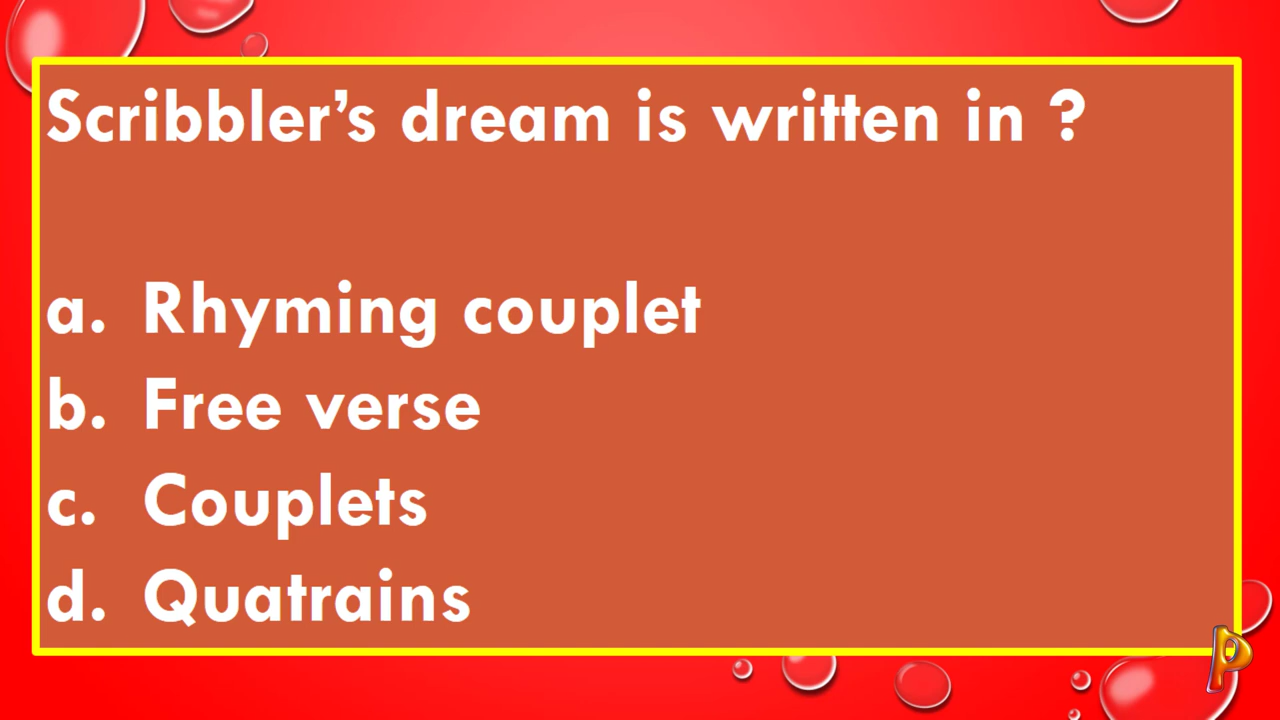 Scribbler’s dream is written in ?
a. Rhyming couplet
b. Free verse
c. Couplets
d. Quatrains
P